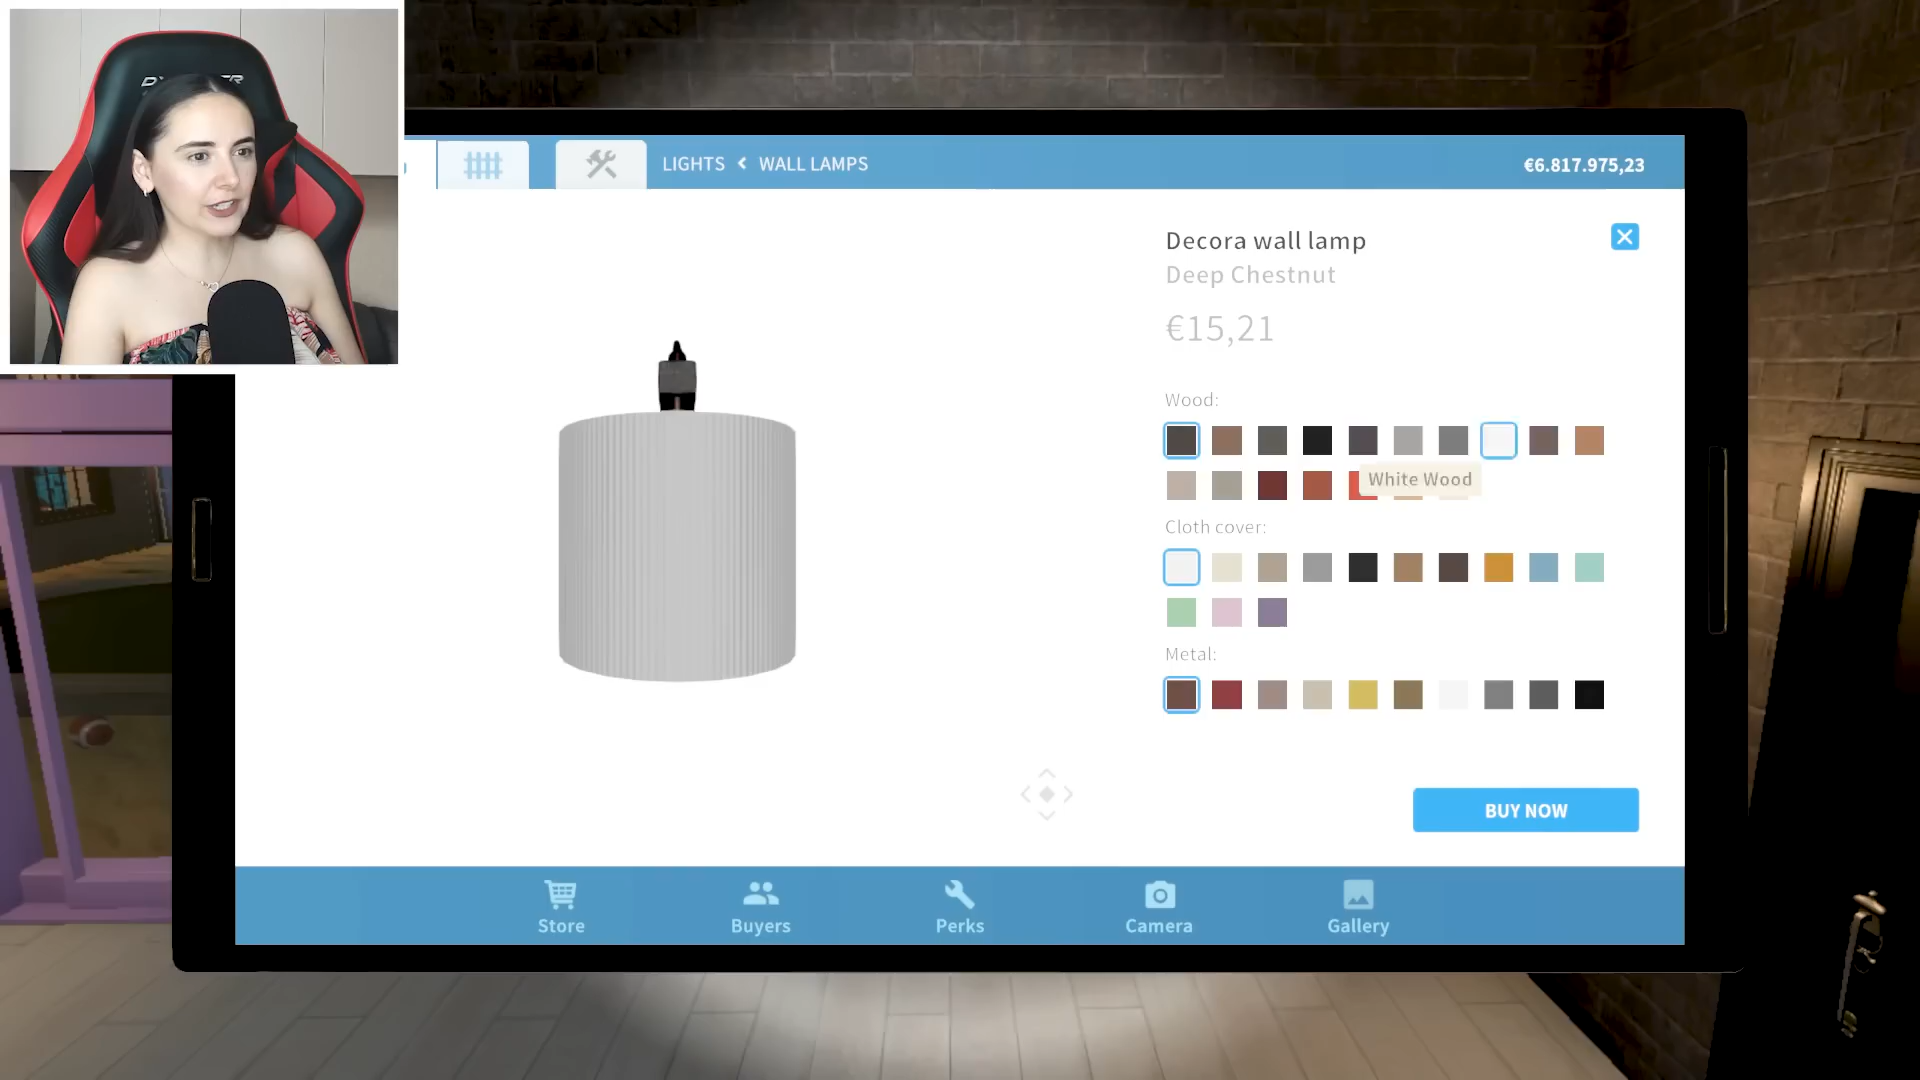 LIGHTS < WALL LAMPS
€6.817.975,23
Decora wall lamp
Deep Chestnut
€15,21
Wood:
White Wood
Cloth cover:
Metal:
BUY NOW
Store
Buyers
Perks
Camera
Gallery